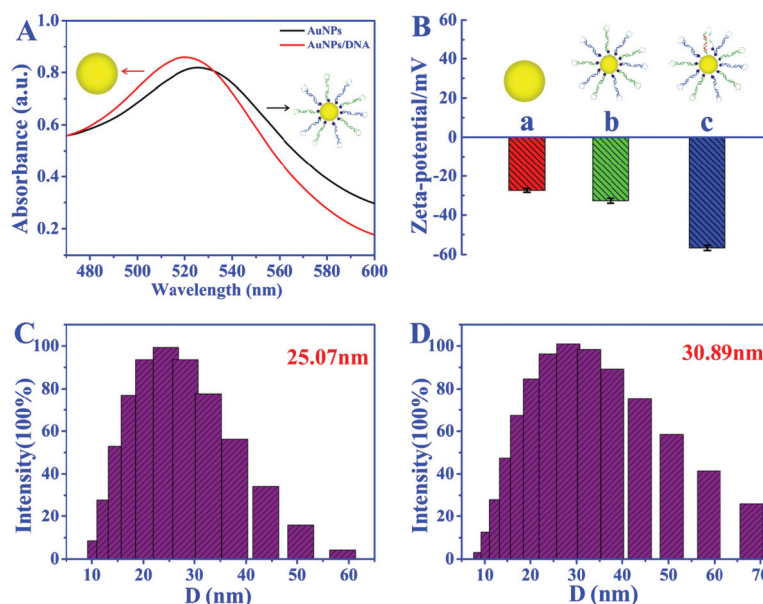 A
AuNPs
AuNPs/DNA
Absorbance (a.u.)
1.0
0.8
0.6
0.4
0.2
480 500 520 540 560 580 600
Wavelength (nm)
B
Zeta-potential/mV
60
40
20
0
-20
-40
-60
a b c
C
25.07nm
Intensity(100%)
100
80
60
40
20
0
10 20 30 40 50 60
D (nm)
D
30.89nm
Intensity(100%)
100
80
60
40
20
0
10 20 30 40 50 60 70
D (nm)